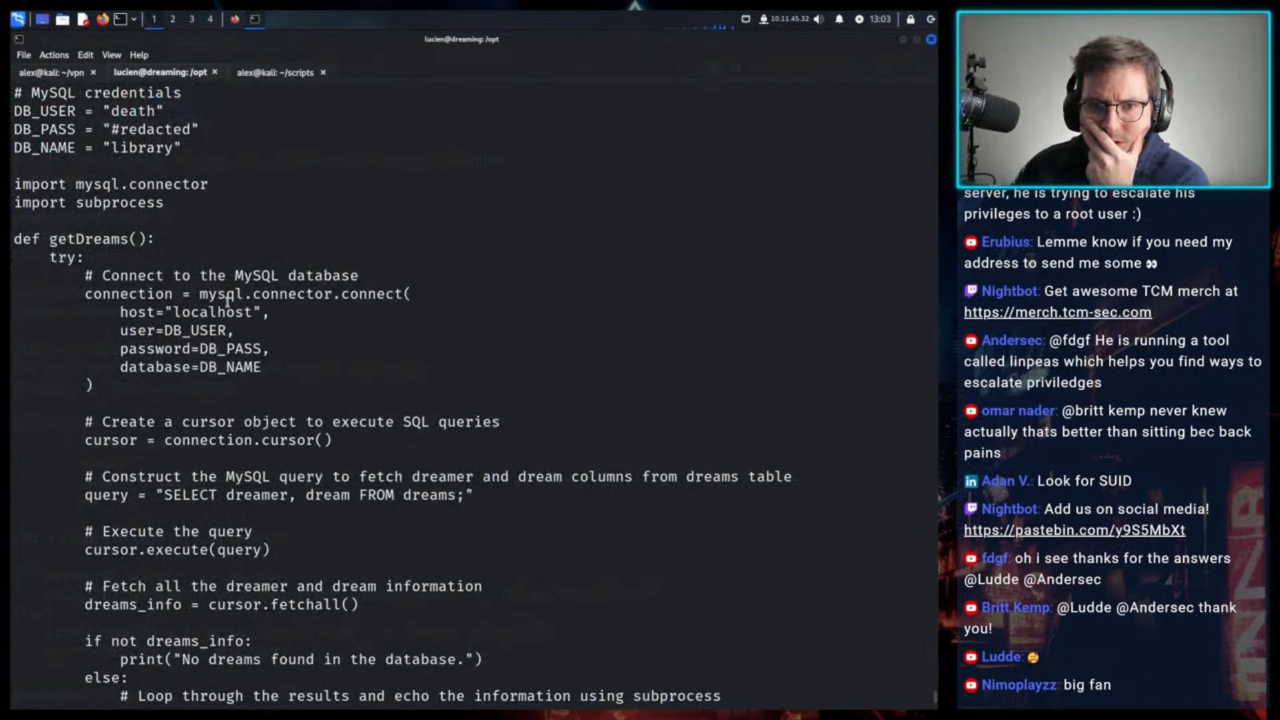 1 2 3 4
10.11.45.32
13:03
lucien@dreaming: /opt
File Actions Edit View Help
alex@kali: ~/vpn × lucien@dreaming: /opt × alex@kali: ~/scripts ×
# MySQL credentials
DB_USER = "death"
DB_PASS = "#redacted"
DB_NAME = "library"
import mysql.connector
import subprocess
def getDreams():
try:
# Connect to the MySQL database
connection = mysql.connector.connect(
host="localhost",
user=DB_USER,
password=DB_PASS,
database=DB_NAME
)
# Create a cursor object to execute SQL queries
cursor = connection.cursor()
# Construct the MySQL query to fetch dreamer and dream columns from dreams table
query = "SELECT dreamer, dream FROM dreams;"
# Execute the query
cursor.execute(query)
# Fetch all the dreamer and dream information
dreams_info = cursor.fetchall()
if not dreams_info:
print("No dreams found in the database.")
else:
# Loop through the results and echo the information using subprocess
server, he is trying to escalate his
privileges to a root user :)
Erubius: Lemme know if you need my
address to send me some 👀
Nightbot: Get awesome TCM merch at
https://merch.tcm-sec.com
Andersec: @fdgf He is running a tool
called linpeas which helps you find ways to
escalate priviledges
omar nader: @britt kemp never knew
actually thats better than sitting bec back
pains
Adan V.: Look for SUID
Nightbot: Add us on social media!
https://pastebin.com/y9S5MbXt
fdgf: oh i see thanks for the answers
@Ludde @Andersec
Britt Kemp: @Ludde @Andersec thank
you!
Ludde:
Nimoplayzz: big fan